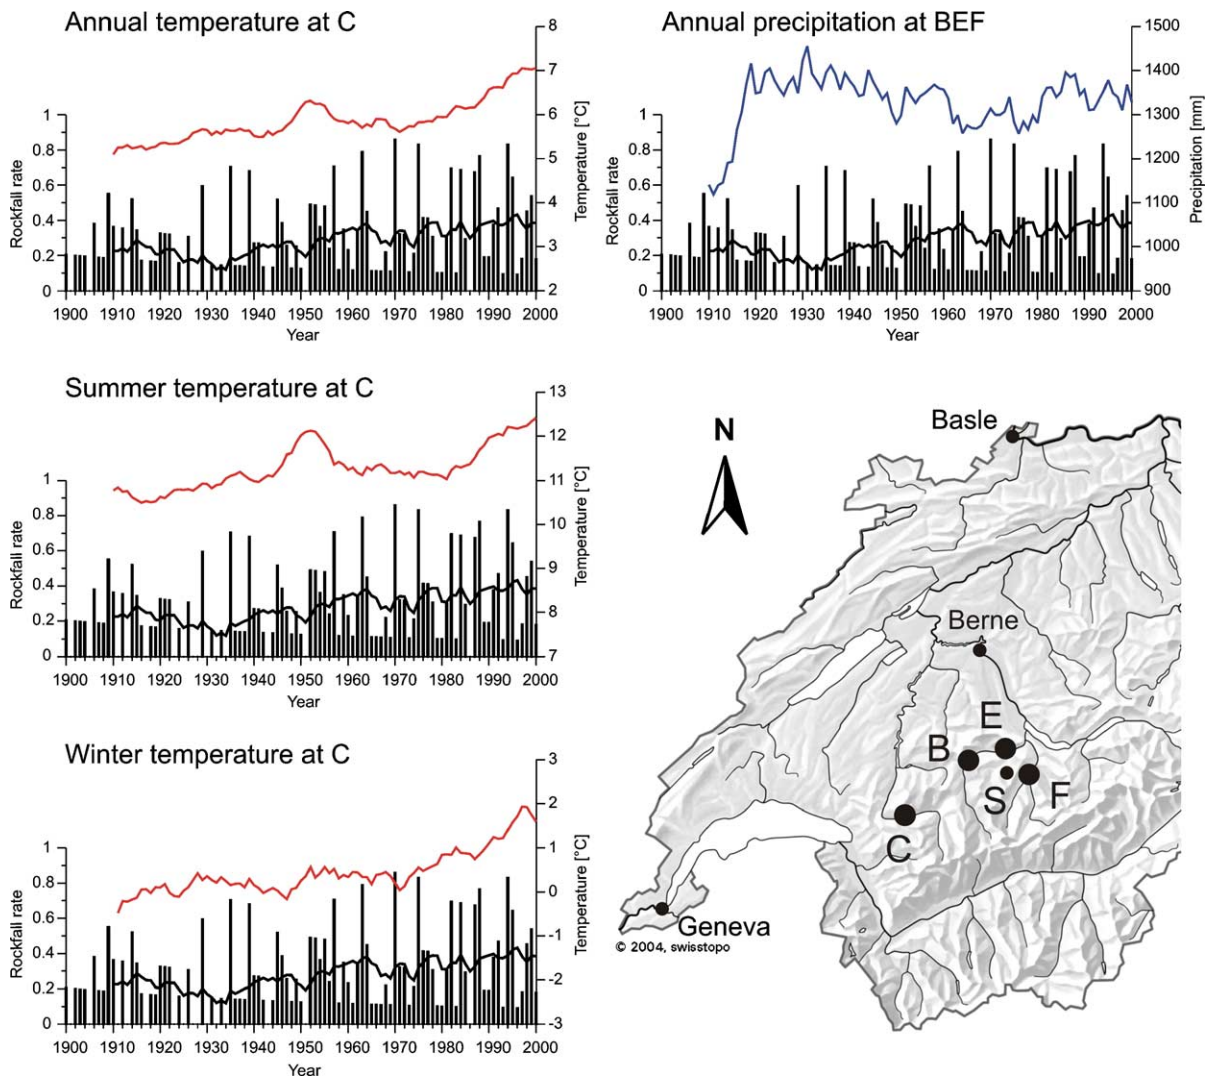 Annual temperature at C
8
7
6
5
4
3
2
Temperature [°C]
1
0.8
0.6
0.4
0.2
0
Rockfall rate
1900 1910 1920 1930 1940 1950 1960 1970 1980 1990 2000
Year
Annual precipitation at BEF
1500
1400
1300
1200
1100
1000
900
Precipitation [mm]
1
0.8
0.6
0.4
0.2
0
Rockfall rate
1900 1910 1920 1930 1940 1950 1960 1970 1980 1990 2000
Year
Summer temperature at C
13
12
11
10
9
8
7
Temperature [°C]
1
0.8
0.6
0.4
0.2
0
Rockfall rate
1900 1910 1920 1930 1940 1950 1960 1970 1980 1990 2000
Year
Winter temperature at C
3
2
1
0
-1
-2
-3
Temperature [°C]
1
0.8
0.6
0.4
0.2
0
Rockfall rate
1900 1910 1920 1930 1940 1950 1960 1970 1980 1990 2000
Year
N
Basle
Berne
E
B
S
F
C
Geneva
© 2004, swisstopo